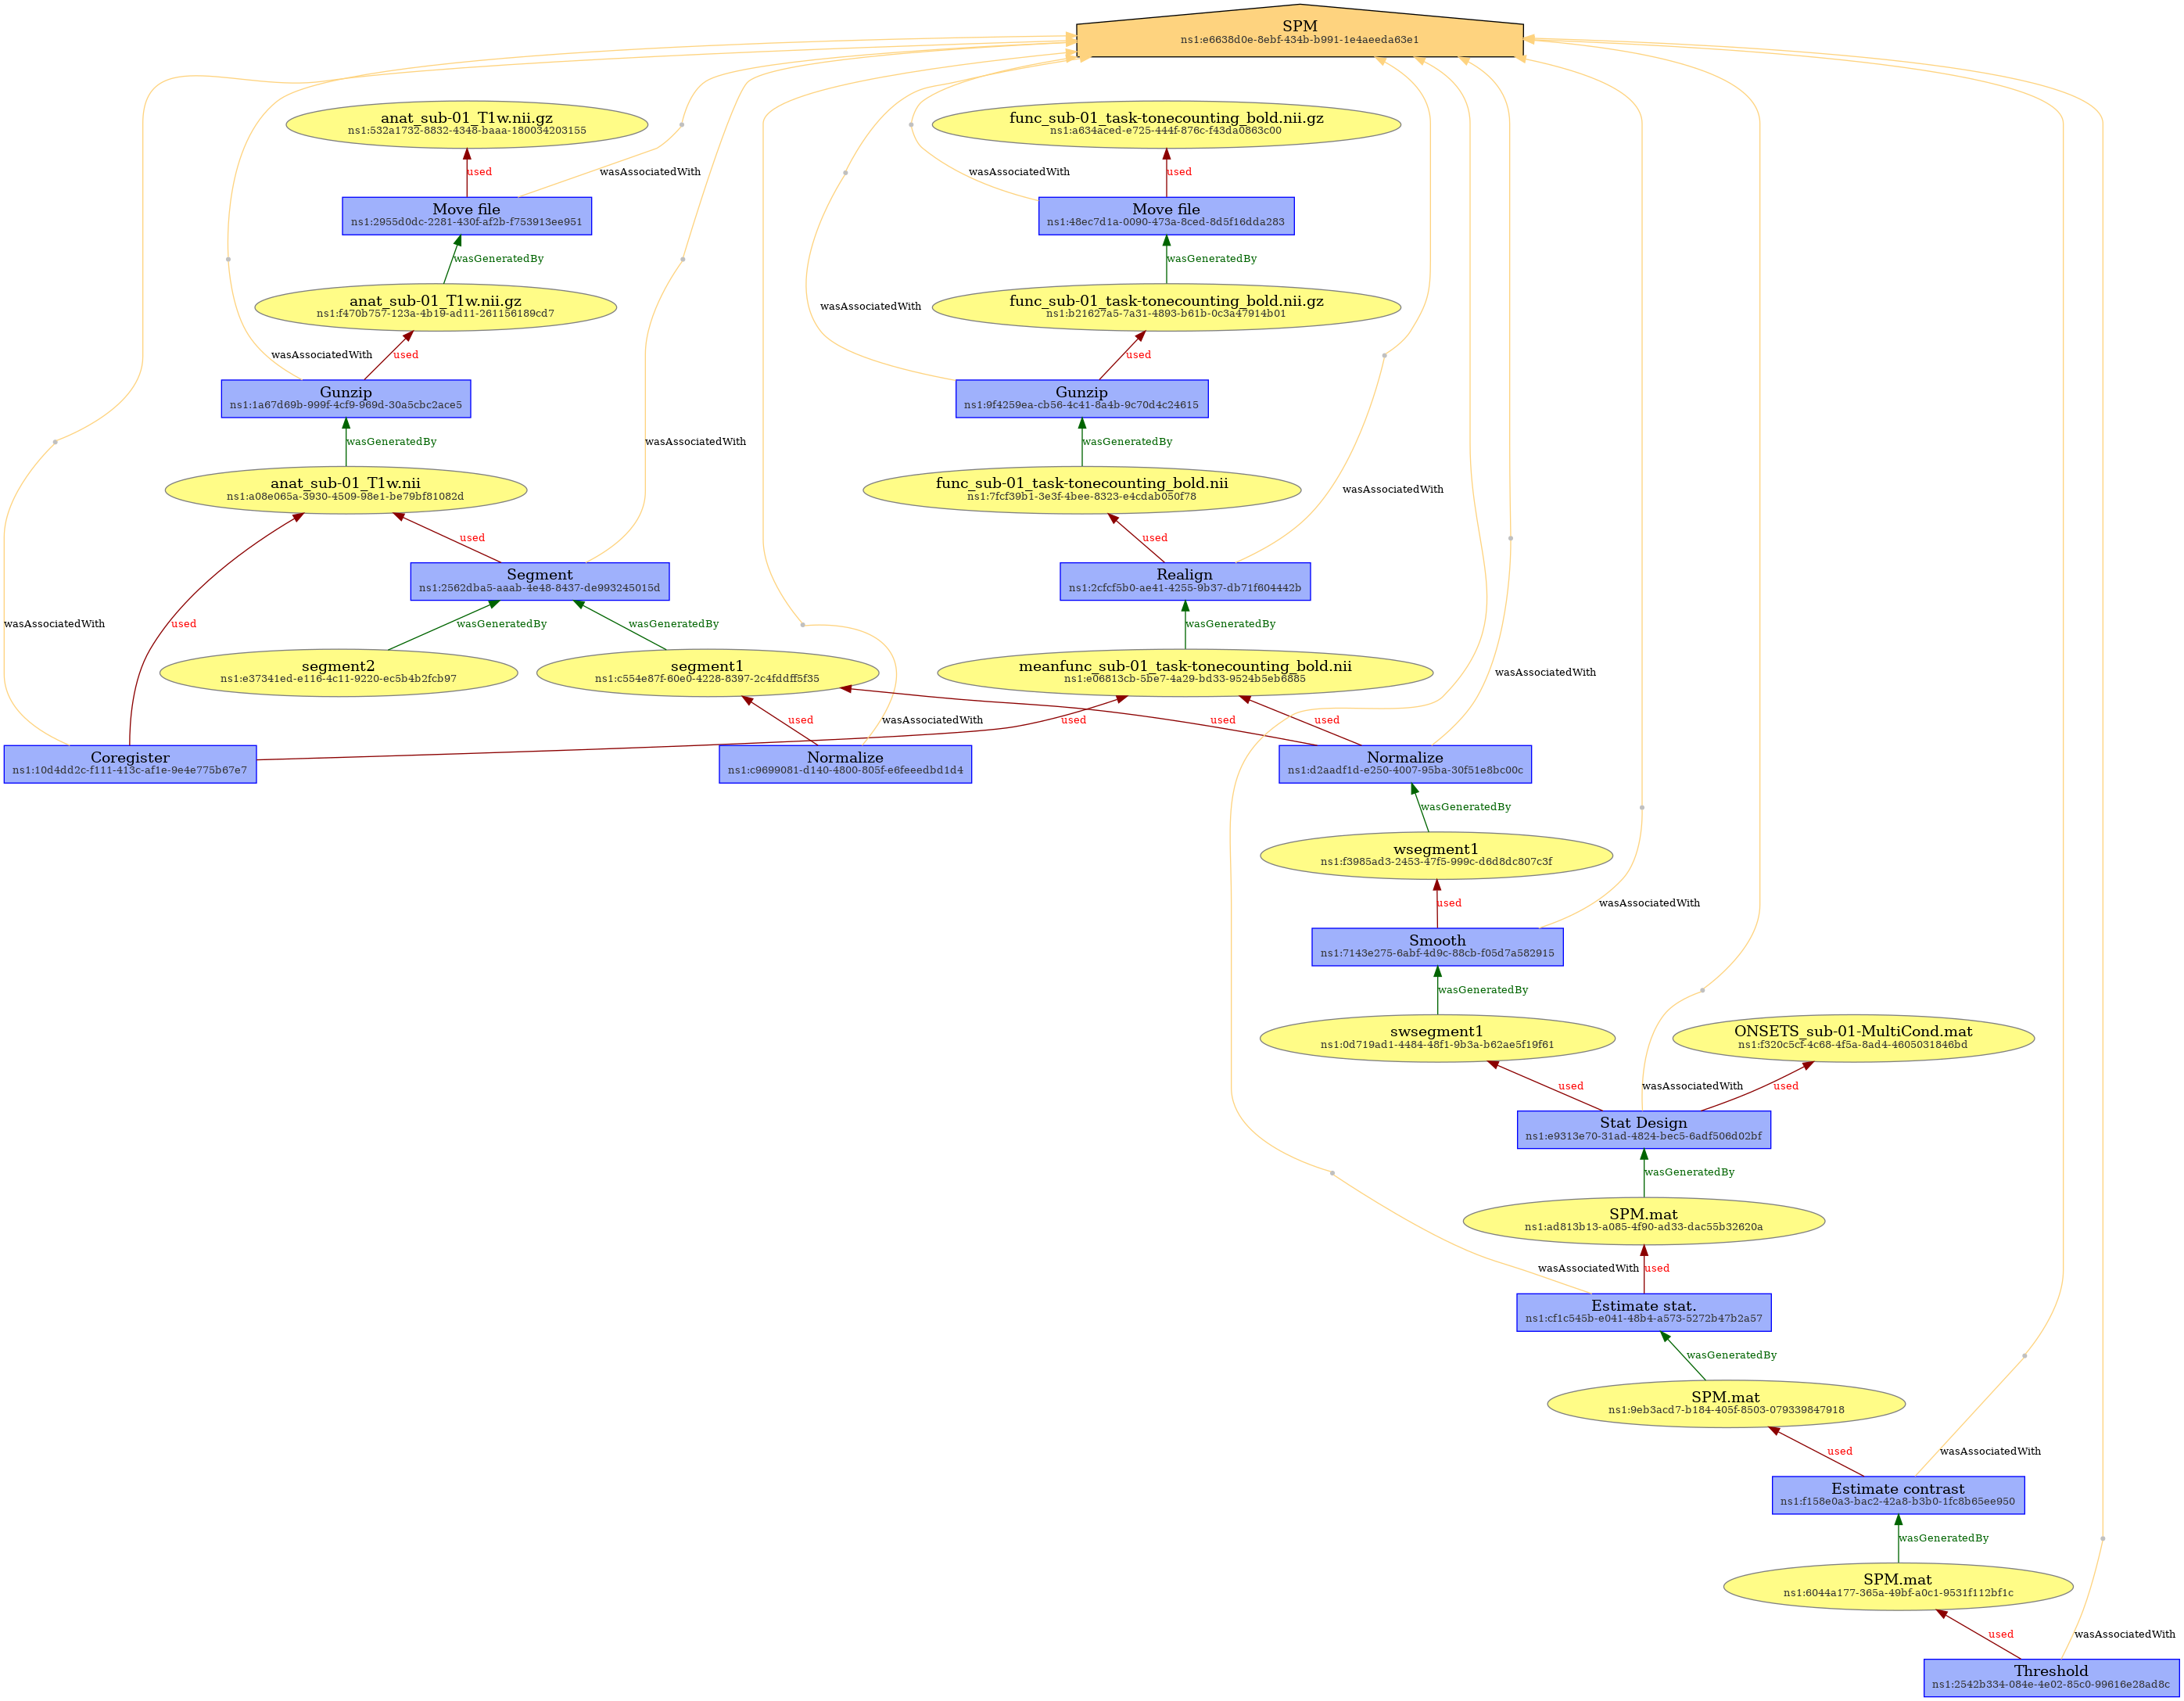 SPM
ns1:e6638d0e-8ebf-434b-b991-1e4aeeda63e1
anat_sub-01_T1w.nii.gz
ns1:532a1732-8832-4348-baaa-180034203155
func_sub-01_task-tonecounting_bold.nii.gz
ns1:a634aced-e725-444f-876c-f43da0863c00
used
wasAssociatedWith
wasAssociatedWith
used
Move file
ns1:2955d0dc-2281-430f-af2b-f753913ee951
Move file
ns1:48ec7d1a-0090-473a-8ced-8d5f16dda283
wasGeneratedBy
wasGeneratedBy
anat_sub-01_T1w.nii.gz
ns1:f470b757-123a-4b19-ad11-261156189cd7
wasAssociatedWith
func_sub-01_task-tonecounting_bold.nii.gz
ns1:b21627a5-7a31-4893-b61b-0c3a47914b01
wasAssociatedWith
used
used
Gunzip
ns1:1a67d69b-999f-4cf9-969d-30a5cbc2ace5
Gunzip
ns1:9f4259ea-cb56-4c41-8a4b-9c70d4c24615
wasGeneratedBy
wasAssociatedWith
wasGeneratedBy
anat_sub-01_T1w.nii
ns1:a08e065a-3930-4509-98e1-be79bf81082d
func_sub-01_task-tonecounting_bold.nii
ns1:7fcf39b1-3e3f-4bee-8323-e4cdab050f78
wasAssociatedWith
used
used
Segment
ns1:2562dba5-aaab-4e48-8437-de993245015d
Realign
ns1:2cfcf5b0-ae41-4255-9b37-db71f604442b
wasAssociatedWith
used
wasGeneratedBy
wasGeneratedBy
wasGeneratedBy
segment2
ns1:e37341ed-e116-4c11-9220-ec5b4b2fcb97
segment1
ns1:c554e87f-60e0-4228-8397-2c4fddff5f35
meanfunc_sub-01_task-tonecounting_bold.nii
ns1:e06813cb-5be7-4a29-bd33-9524b5eb6885
wasAssociatedWith
used
wasAssociatedWith
used
used
used
Coregister
ns1:10d4dd2c-f111-413c-af1e-9e4e775b67e7
Normalize
ns1:c9699081-d140-4800-805f-e6feeedbd1d4
Normalize
ns1:d2aadf1d-e250-4007-95ba-30f51e8bc00c
wasGeneratedBy
wsegment1
ns1:f3985ad3-2453-47f5-999c-d6d8dc807c3f
used
wasAssociatedWith
Smooth
ns1:7143e275-6abf-4d9c-88cb-f05d7a582915
wasGeneratedBy
swsegment1
ns1:0d719ad1-4484-48f1-9b3a-b62ae5f19f61
ONSETS_sub-01-MultiCond.mat
ns1:f320c5cf-4c68-4f5a-8ad4-4605031846bd
used
wasAssociatedWith
used
Stat Design
ns1:e9313e70-31ad-4824-bec5-6adf506d02bf
wasGeneratedBy
SPM.mat
ns1:ad813b13-a085-4f90-ad33-dac55b32620a
wasAssociatedWith
used
Estimate stat.
ns1:cf1c545b-e041-48b4-a573-5272b47b2a57
wasGeneratedBy
SPM.mat
ns1:9eb3acd7-b184-405f-8503-079339847918
used
wasAssociatedWith
Estimate contrast
ns1:f158e0a3-bac2-42a8-b3b0-1fc8b65ee950
wasGeneratedBy
SPM.mat
ns1:6044a177-365a-49bf-a0c1-9531f112bf1c
used
wasAssociatedWith
Threshold
ns1:2542b334-084e-4e02-85c0-99616e28ad8c